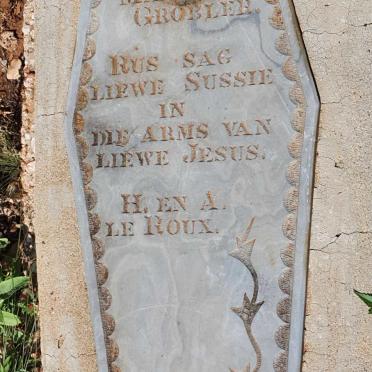 GROBLER.
RUS SAG
LIEWE SUSSIE
IN
DIE ARMS VAN
LIEWE JESUS.
H. EN A.
LE ROUX.